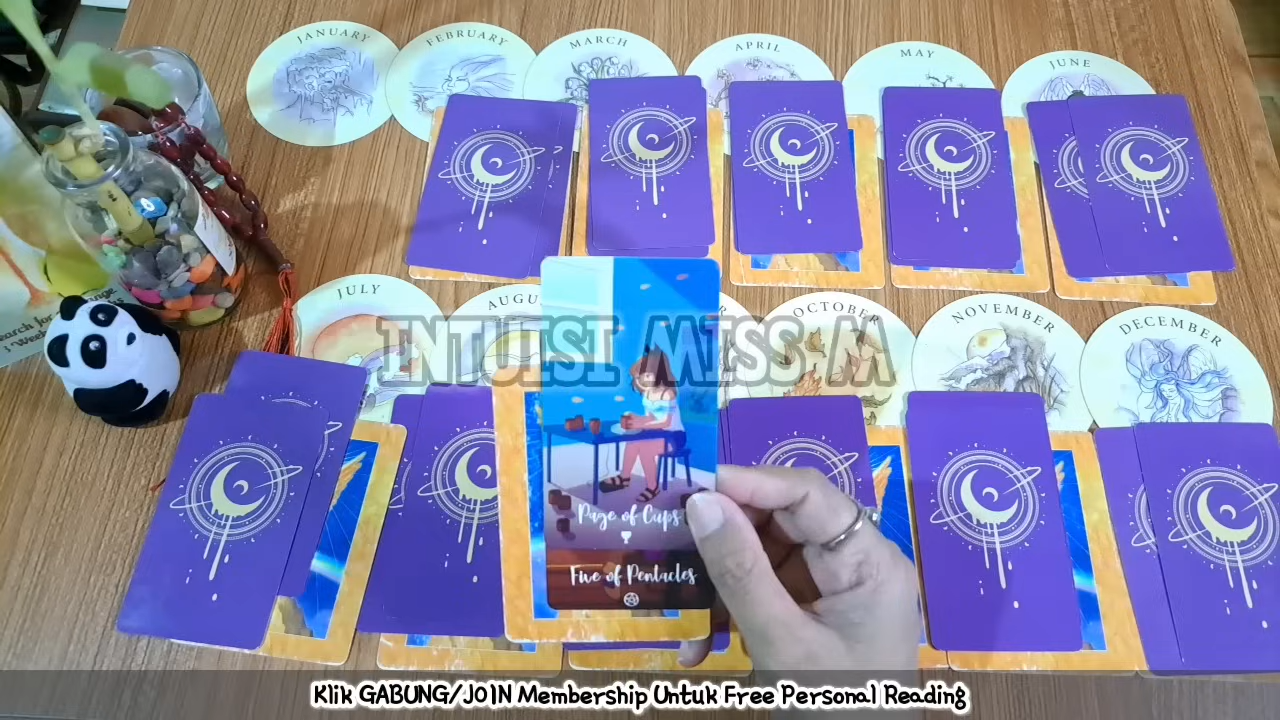 JANUARY
FEBRUARY
MARCH
APRIL
MAY
JUNE
JULY
OCTOBER
NOVEMBER
DECEMBER
INTUISI MISS M
Page of Cups
Five of Pentacles
Klik GABUNG/JOIN Membership Untuk Free Personal Reading